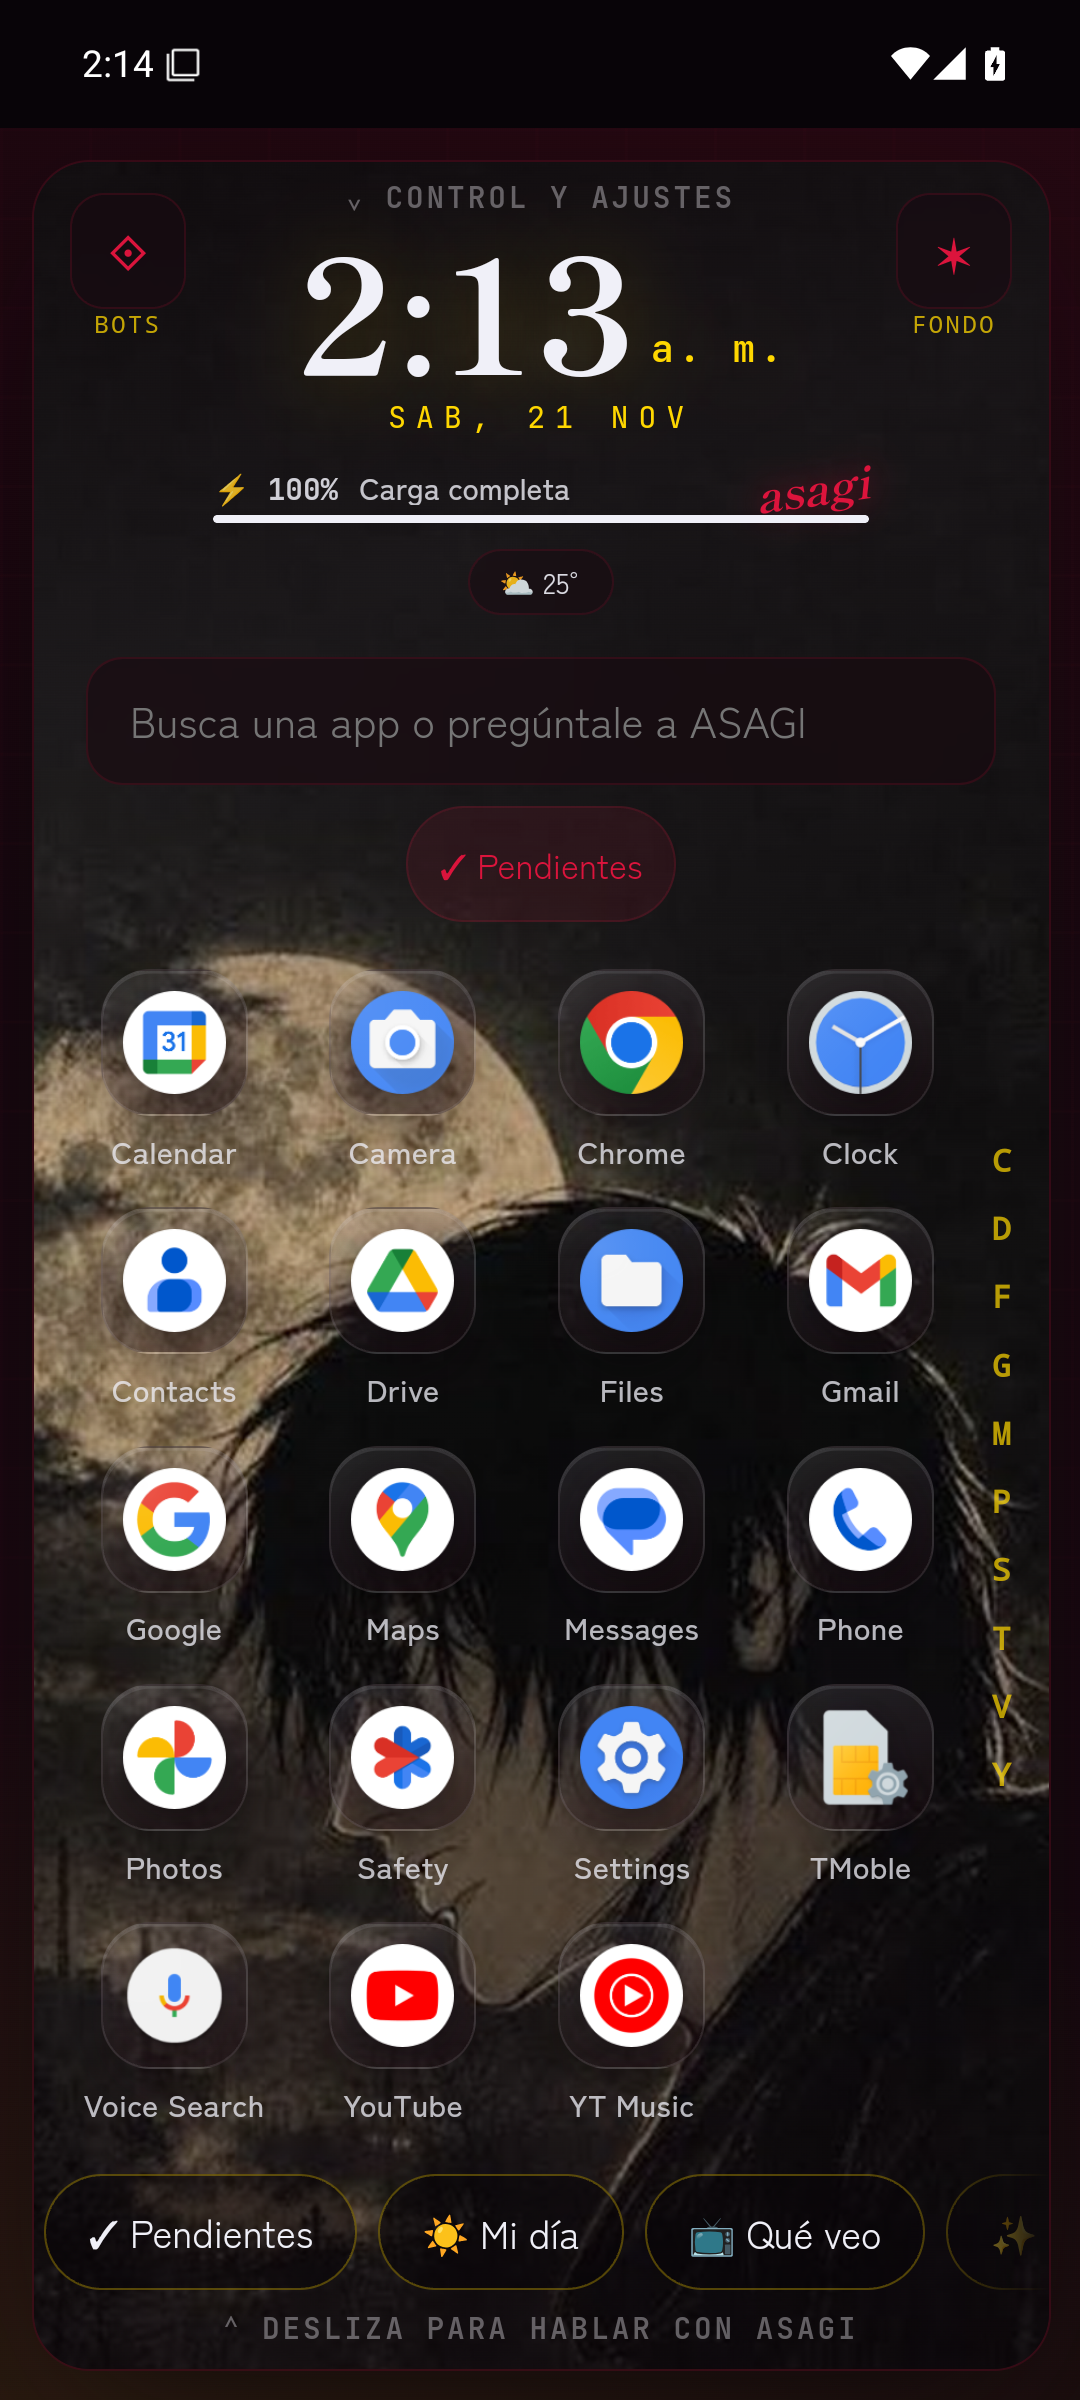 2:14
CONTROL Y AJUSTES
BOTS
FONDO
2:13 a. m.
SAB, 21 NOV
100% Carga completa
asagi
25°
Busca una app o pregúntale a ASAGI
✓ Pendientes
31
Calendar Camera Chrome Clock
C
D
F
G
M
P
S
T
V
Y
Contacts Drive Files Gmail
Google Maps Messages Phone
Photos Safety Settings TMoble
Voice Search YouTube YT Music
✓ Pendientes
Mi día
Qué veo
^ DESLIZA PARA HABLAR CON ASAGI